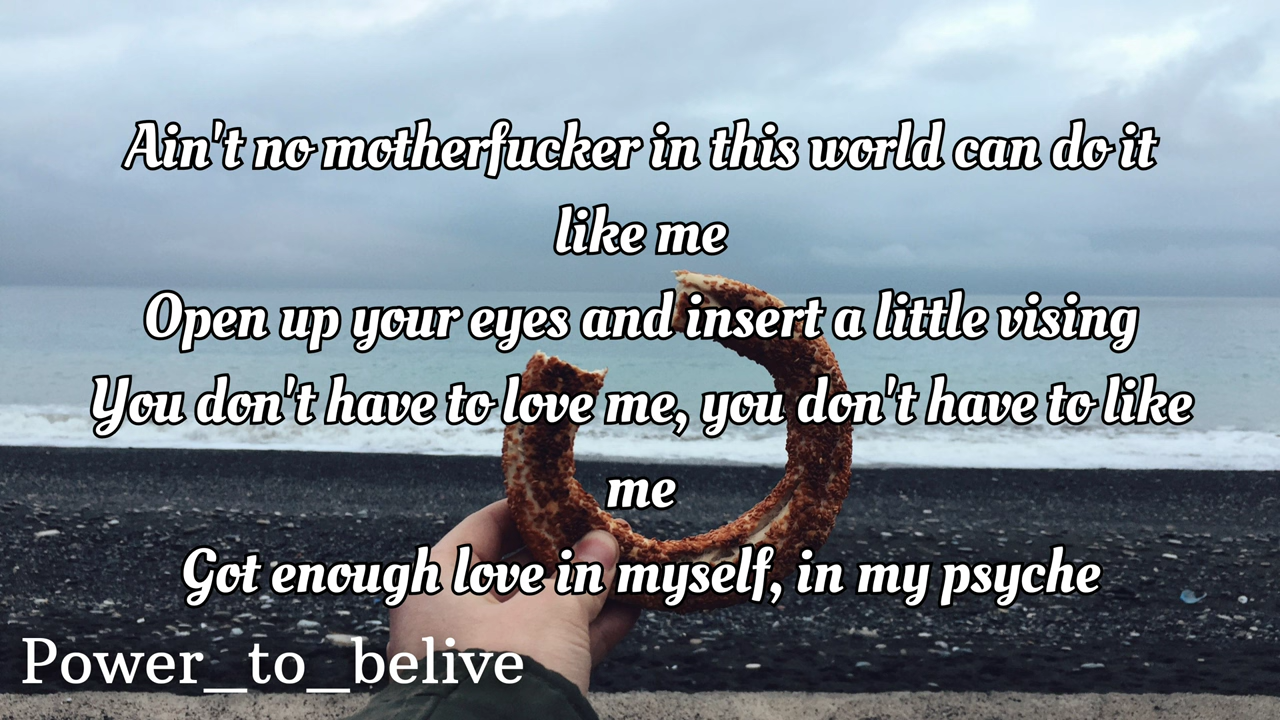 Ain't no motherfucker in this world can do it
like me
Open up your eyes and insert a little vising
You don't have to love me, you don't have to like
me
Got enough love in myself, in my psyche
Power_to_belive